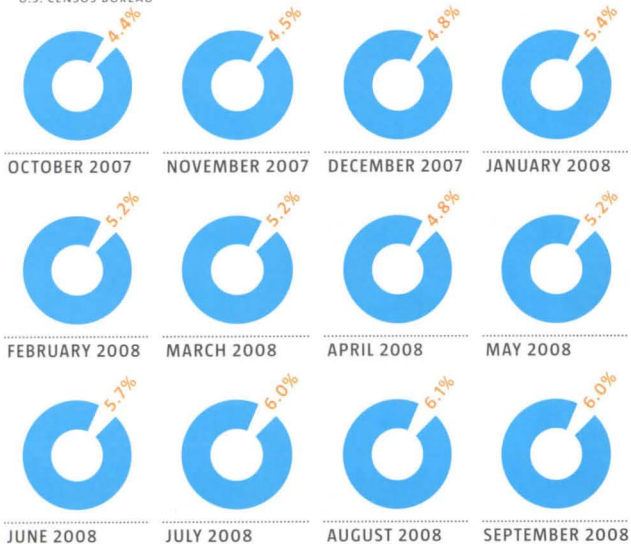 U.S. CENSUS BUREAU
4.4% 4.5% 4.8% 5.4%
OCTOBER 2007 NOVEMBER 2007 DECEMBER 2007 JANUARY 2008
5.2% 5.2% 4.8% 5.2%
FEBRUARY 2008 MARCH 2008 APRIL 2008 MAY 2008
5.7% 6.0% 6.1% 6.0%
JUNE 2008 JULY 2008 AUGUST 2008 SEPTEMBER 2008